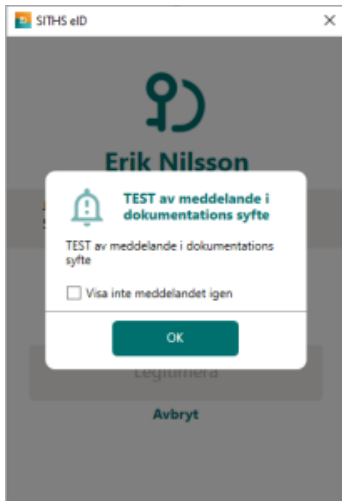 SITHS eID
Erik Nilsson
TEST av meddelande i
dokumentations syfte
TEST av meddelande i dokumentations
syfte
Visa inte meddelandet igen
OK
Legitimera
Avbryt